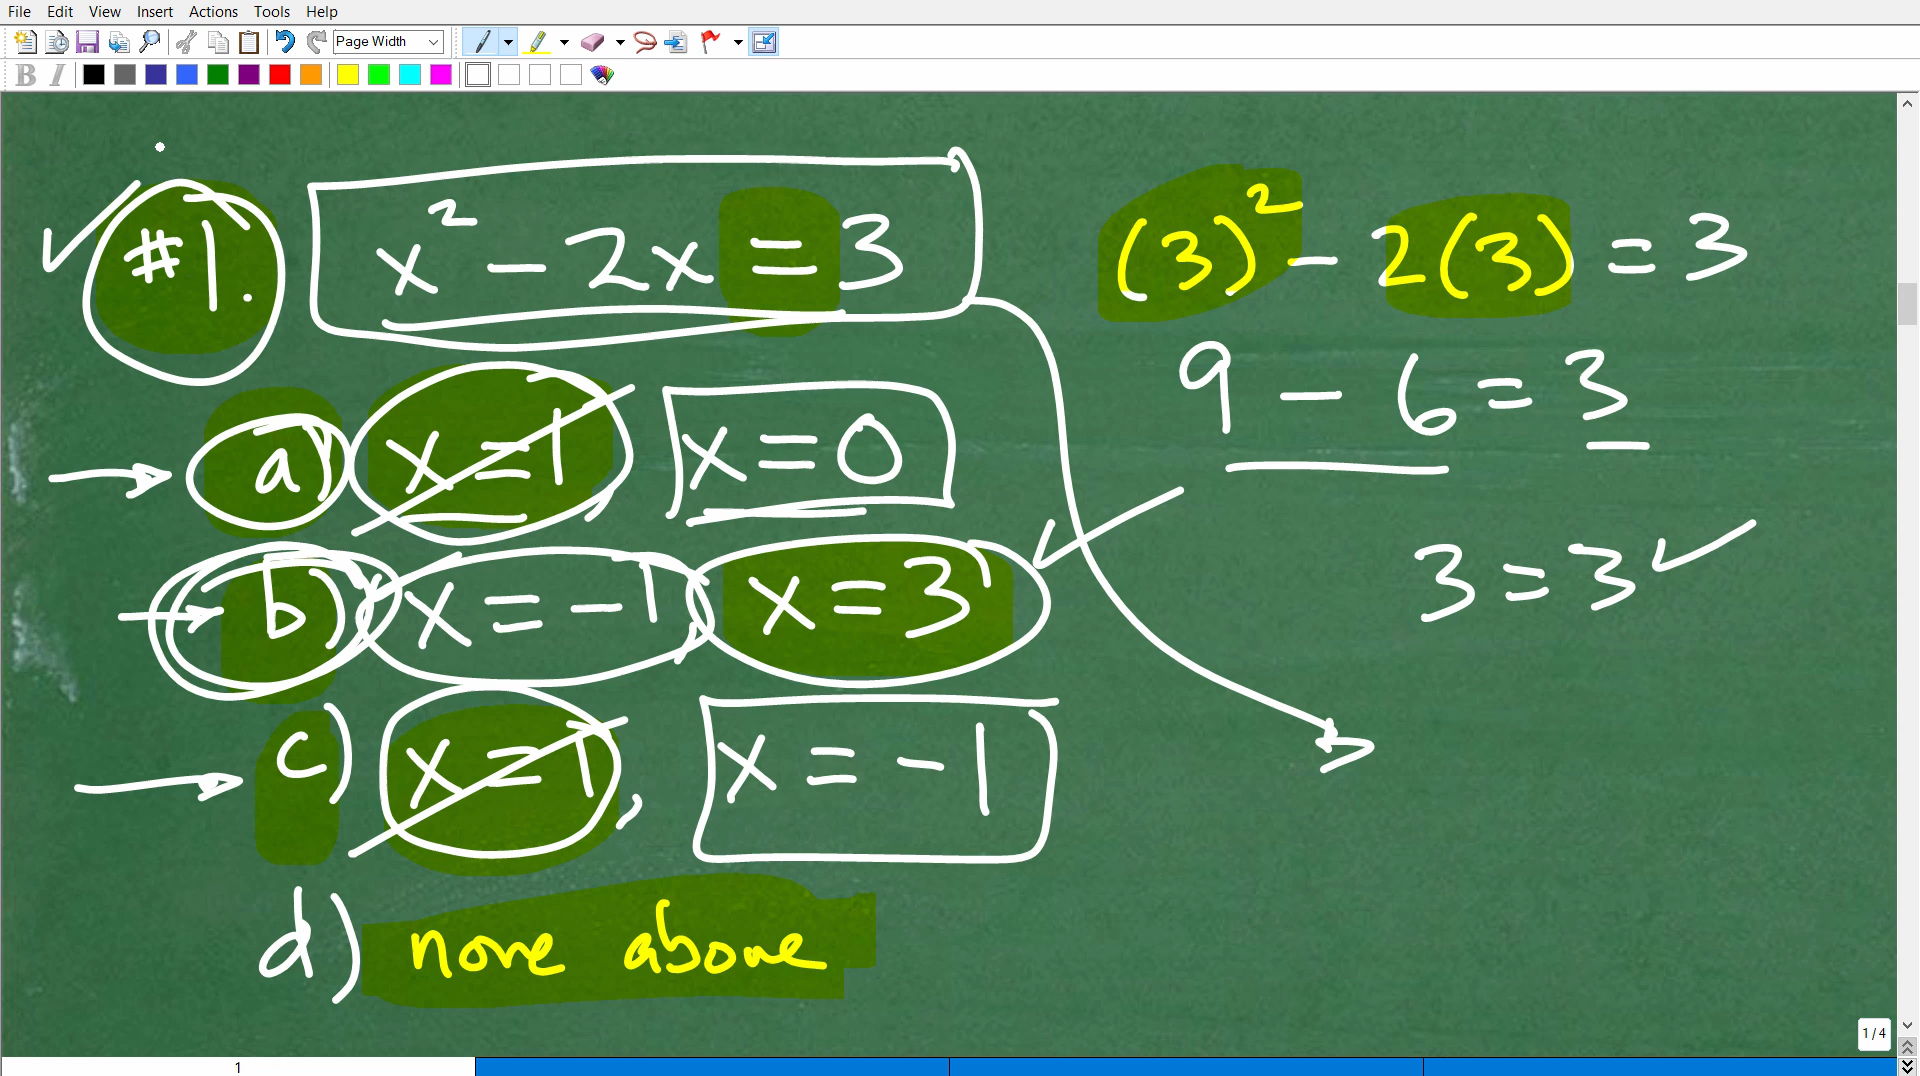 File Edit View Insert Actions Tools Help
Page Width
B I
#1. x² - 2x = 3
(3)² - 2(3) = 3
9 - 6 = 3
a) x = 1 x = 0
b) x = -1, x = 3
3 = 3 ✓
c) x = 1, x = -1
d) none above
1 / 4
1